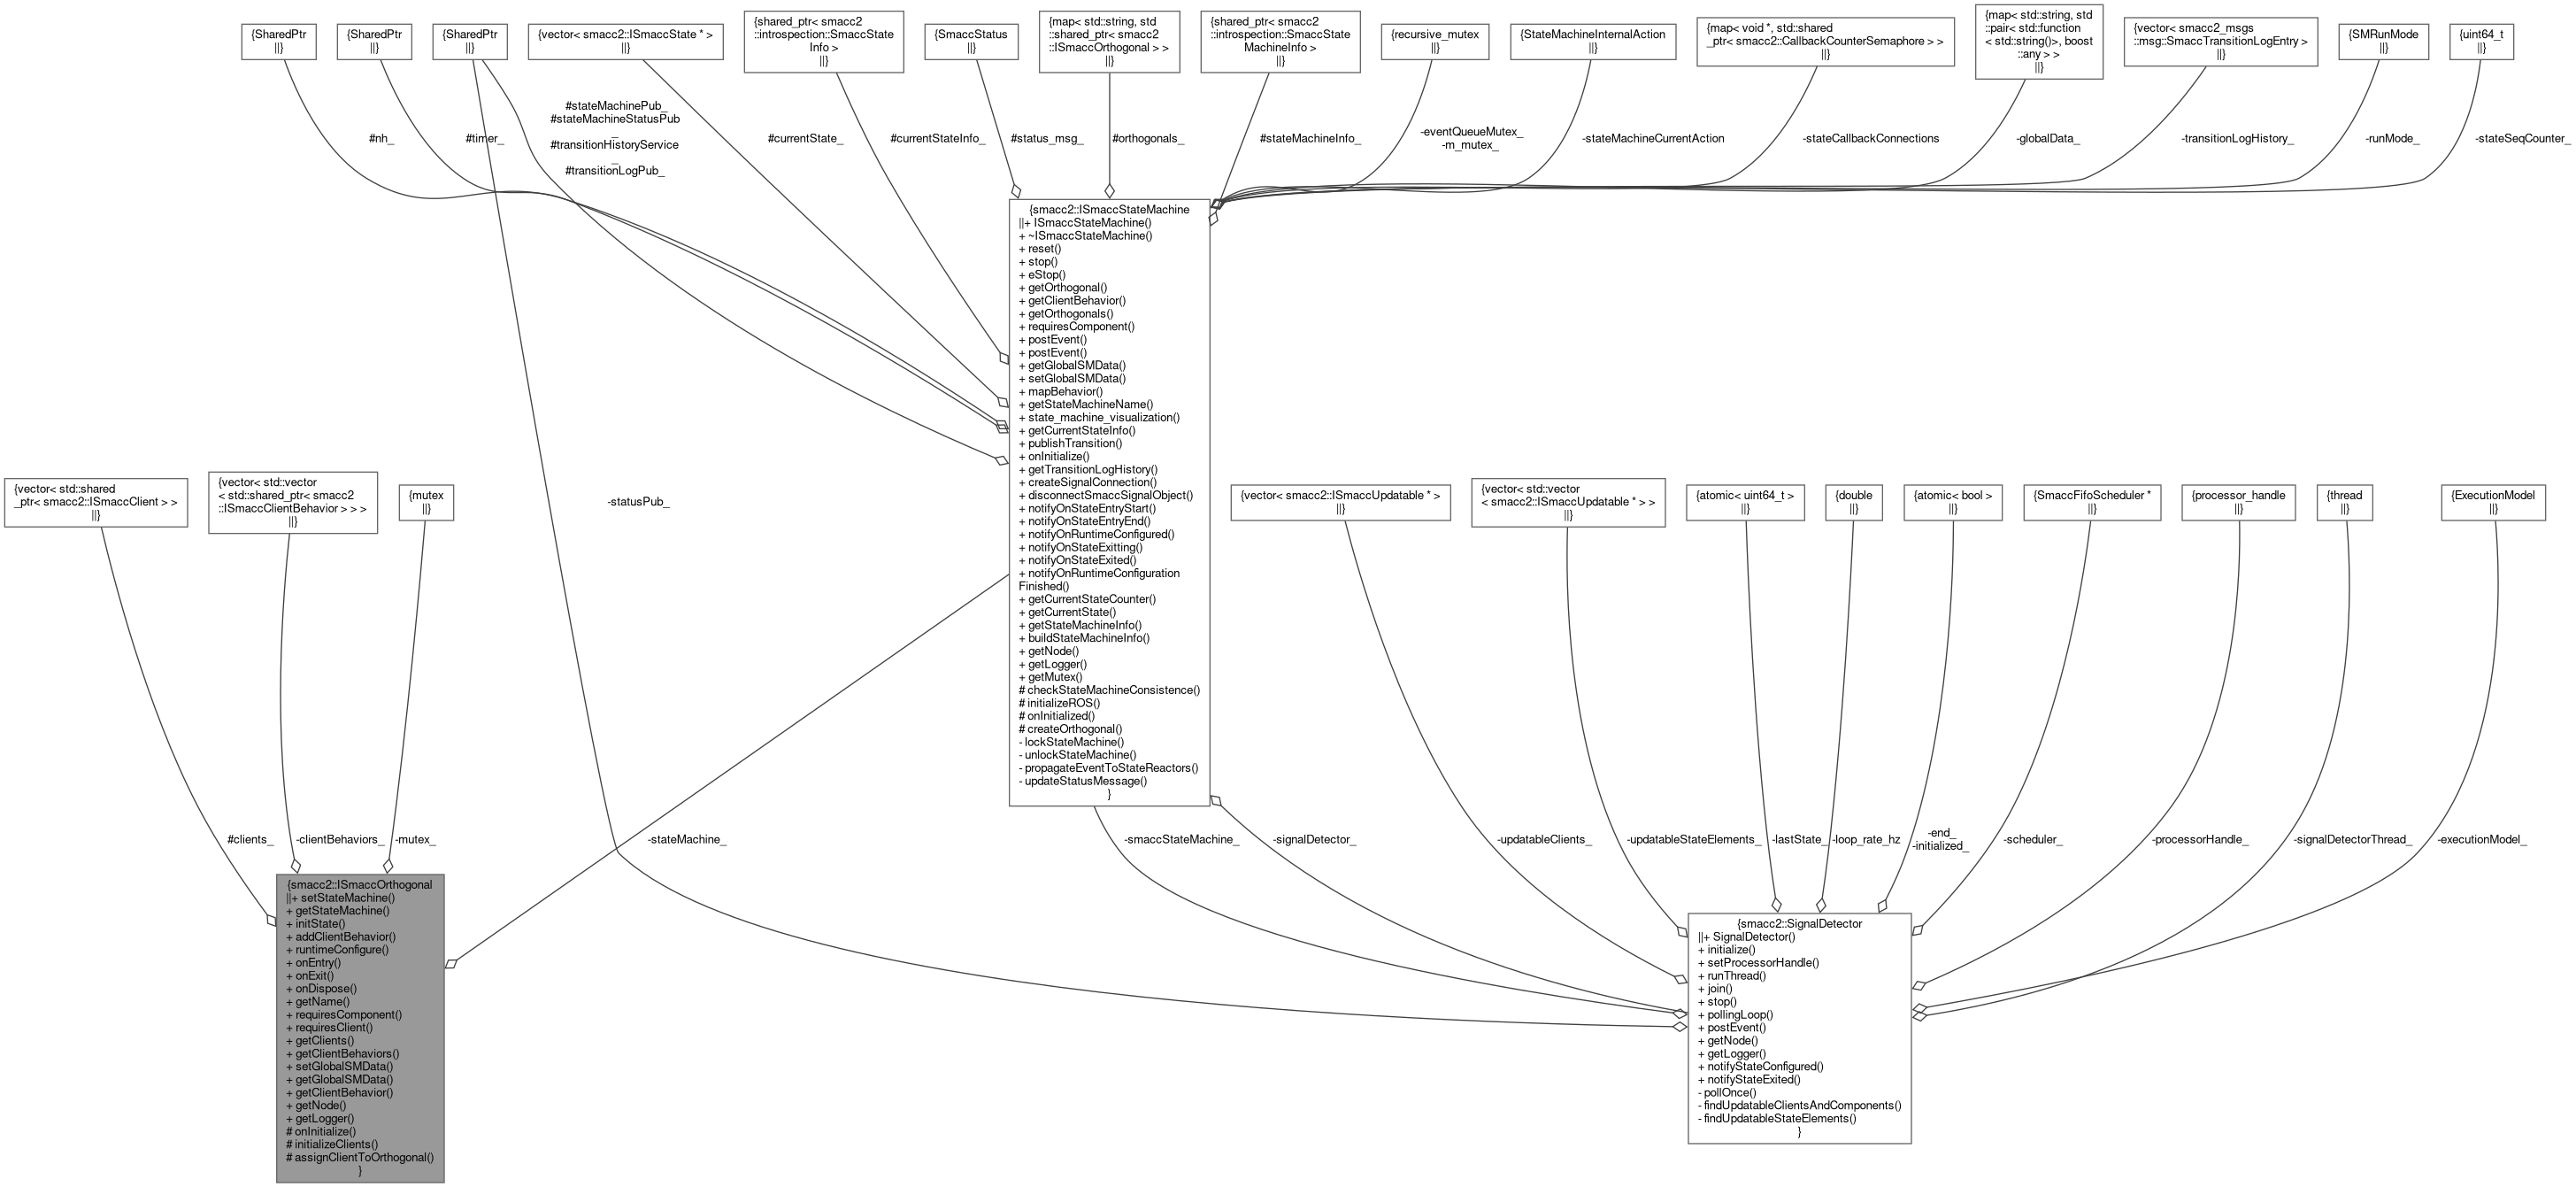 {SharedPtr
||}
{SharedPtr
||}
{SharedPtr
||}
{vector< smacc2::ISmaccState * >
||}
{shared_ptr< smacc2
::introspection::SmaccState
Info >
||}
{SmaccStatus
||}
{map< std::string, std
::shared_ptr< smacc2
::ISmaccOrthogonal > >
||}
{shared_ptr< smacc2
::introspection::SmaccState
MachineInfo >
||}
{recursive_mutex
||}
{StateMachineInternalAction
||}
{map< void *, std::shared
_ptr< smacc2::CallbackCounterSemaphore > >
||}
{map< std::string, std
::pair< std::function
< std::string()>, boost
::any > >
||}
{vector< smacc2_msgs
::msg::SmaccTransitionLogEntry >
||}
{SMRunMode
||}
{uint64_t
||}
#nh_
#timer_
#stateMachinePub_
#stateMachineStatusPub
_
#transitionHistoryService
_
#transitionLogPub_
#currentState_
#currentStateInfo_
#status_msg_
#orthogonals_
#stateMachineInfo_
-eventQueueMutex_
-m_mutex_
-stateMachineCurrentAction
-stateCallbackConnections
-globalData_
-transitionLogHistory_
-runMode_
-stateSeqCounter_
{smacc2::ISmaccStateMachine
||+ ISmaccStateMachine()
+ ~ISmaccStateMachine()
+ reset()
+ stop()
+ eStop()
+ getOrthogonal()
+ getClientBehavior()
+ getOrthogonals()
+ requiresComponent()
+ postEvent()
+ postEvent()
+ getGlobalSMData()
+ setGlobalSMData()
+ mapBehavior()
+ getStateMachineName()
+ state_machine_visualization()
+ getCurrentStateInfo()
+ publishTransition()
+ onInitialize()
+ getTransitionLogHistory()
+ createSignalConnection()
+ disconnectSmaccSignalObject()
+ notifyOnStateEntryStart()
+ notifyOnStateEntryEnd()
+ notifyOnRuntimeConfigured()
+ notifyOnStateExitting()
+ notifyOnStateExited()
+ notifyOnRuntimeConfiguration
Finished()
+ getCurrentStateCounter()
+ getCurrentState()
+ getStateMachineInfo()
+ buildStateMachineInfo()
+ getNode()
+ getLogger()
+ getMutex()
# checkStateMachineConsistence()
# initializeROS()
# onInitialized()
# createOrthogonal()
- lockStateMachine()
- unlockStateMachine()
- propagateEventToStateReactors()
- updateStatusMessage()
}
{vector< std::shared
_ptr< smacc2::ISmaccClient > >
||}
{vector< std::vector
< std::shared_ptr< smacc2
::ISmaccClientBehavior > > >
||}
{mutex
||}
-statusPub_
{vector< smacc2::ISmaccUpdatable * >
||}
{vector< std::vector
< smacc2::ISmaccUpdatable * > >
||}
{atomic< uint64_t >
||}
{double
||}
{atomic< bool >
||}
{SmaccFifoScheduler *
||}
{processor_handle
||}
{thread
||}
{ExecutionModel
||}
#clients_
-clientBehaviors_
-mutex_
-stateMachine_
-smaccStateMachine_
-signalDetector_
-updatableClients_
-updatableStateElements_
-lastState_
-loop_rate_hz
-end_
-initialized_
-scheduler_
-processorHandle_
-signalDetectorThread_
-executionModel_
{smacc2::ISmaccOrthogonal
||+ setStateMachine()
+ getStateMachine()
+ initState()
+ addClientBehavior()
+ runtimeConfigure()
+ onEntry()
+ onExit()
+ onDispose()
+ getName()
+ requiresComponent()
+ requiresClient()
+ getClients()
+ getClientBehaviors()
+ setGlobalSMData()
+ getGlobalSMData()
+ getClientBehavior()
+ getNode()
+ getLogger()
# onInitialize()
# initializeClients()
# assignClientToOrthogonal()
}
{smacc2::SignalDetector
||+ SignalDetector()
+ initialize()
+ setProcessorHandle()
+ runThread()
+ join()
+ stop()
+ pollingLoop()
+ postEvent()
+ getNode()
+ getLogger()
+ notifyStateConfigured()
+ notifyStateExited()
- pollOnce()
- findUpdatableClientsAndComponents()
- findUpdatableStateElements()
}